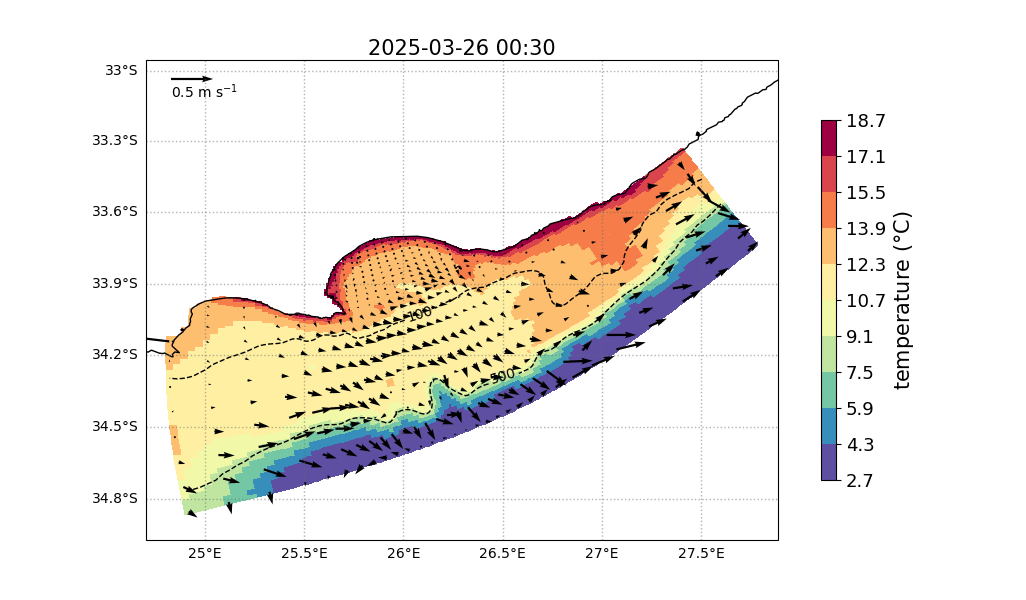 2025-03-26 00:30
0.5 m s⁻¹
33°S
33.3°S
33.6°S
33.9°S
34.2°S
34.5°S
34.8°S
25°E 25.5°E 26°E 26.5°E 27°E 27.5°E
100
500
18.7
17.1
15.5
13.9
12.3
10.7
9.1
7.5
5.9
4.3
2.7
temperature (°C)